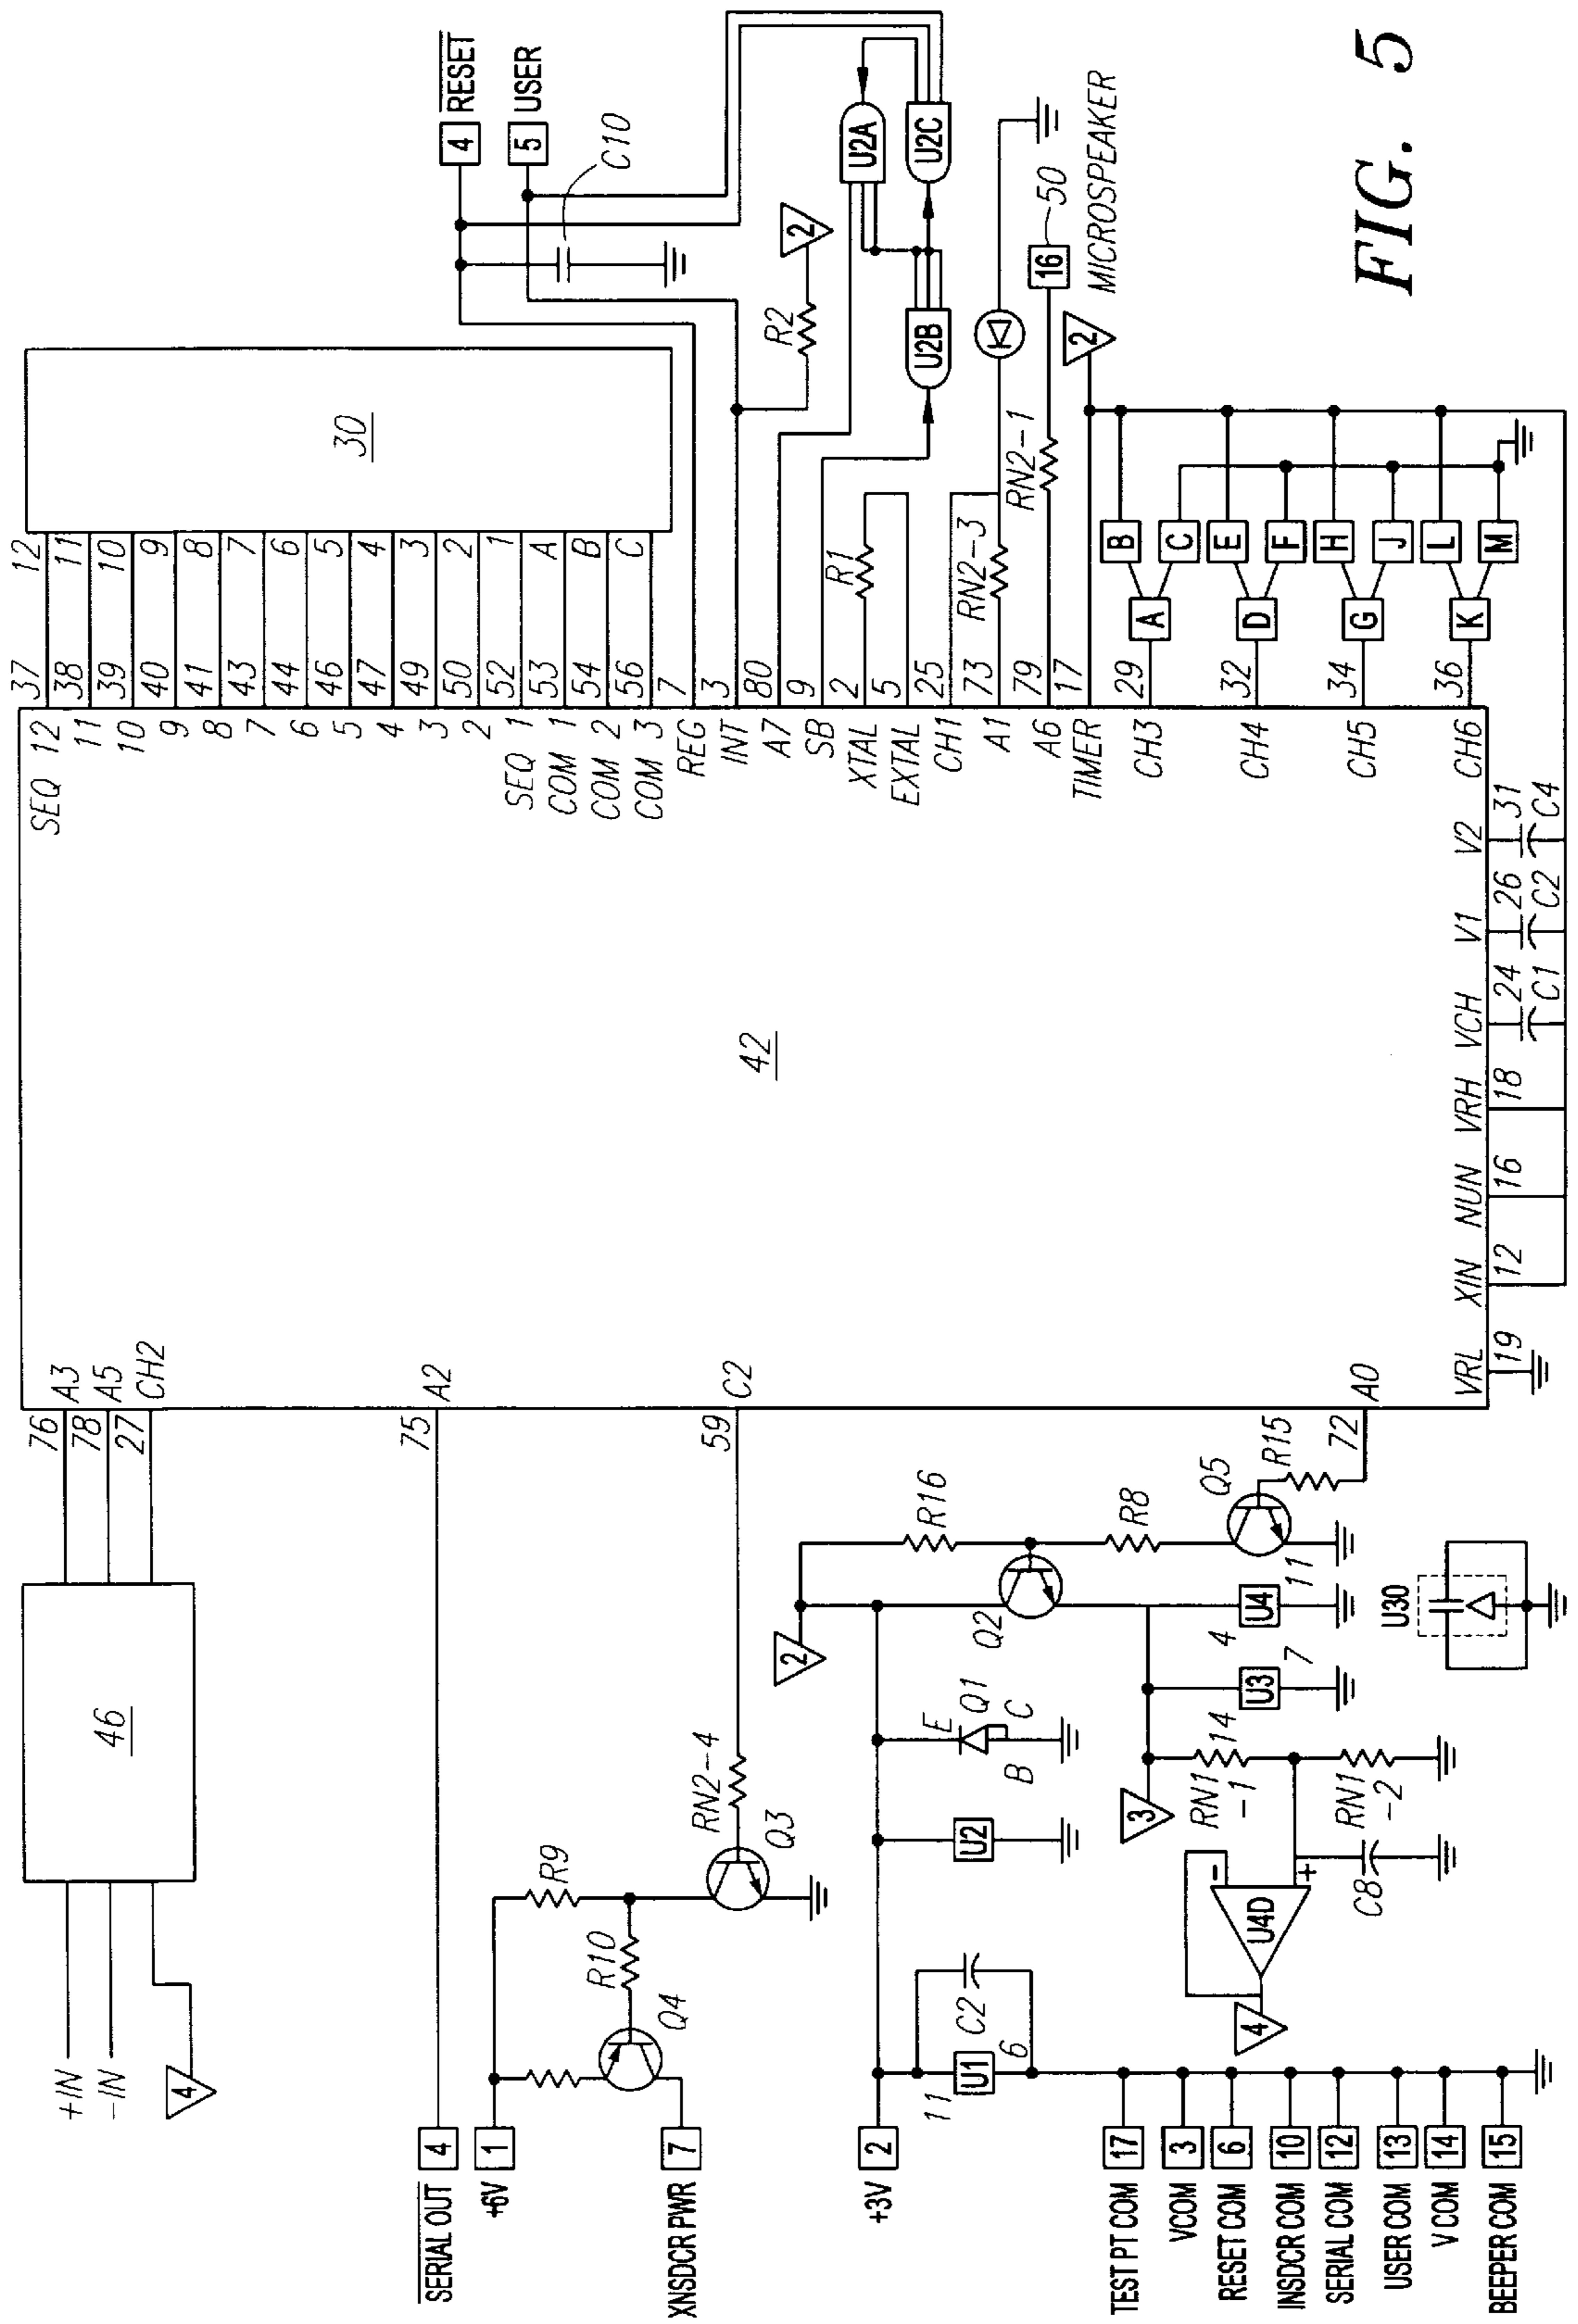 FIG. 5
12
11
10
9
8
7
6
5
4
3
2
1
A
B
C
30
37
38
39
40
41
43
44
46
47
49
50
52
53
54
56
7
3
80
9
2
5
25
73
79
17
29
32
34
36
SEQ 12
11
10
9
8
7
6
5
4
3
2
SEQ 1
COM 1
COM 2
COM 3
REG
INT
A7
SB
XTAL
EXTAL
CH1
A1
A6
TIMER
CH3
CH4
CH5
CH6
4 RESET
5 USER
C10
R2
2
U2A
U2B
U2C
R1
RN2-3
RN2-1
16
50
MICROSPEAKER
2
A
B
C
D
E
F
G
H
J
K
L
M
42
V2 31 C4
V1 26 C2
VCH 24 C1
VRH 18
NUN 16
XIN 12
VRL 19
76 A3
78 A5
27 CH2
75 A2
59 C2
72 A0
46
+IN
-IN
4
SERIAL OUT 4
+6V 1
XNSDCR PWR 7
R9
R10
Q4
Q3
RN2-4
+3V 2
2
R16
R8
Q5
R15
Q2
E
Q1
B
C
U2
C2
11
U1
6
3
4
U4
11
U3
7
14
RN1
-1
RN1
-2
C8
U4D
-
+
4
U30
TEST PT COM 17
VCOM 3
RESET COM 6
INSDCR COM 10
SERIAL COM 12
USER COM 13
V COM 14
BEEPER COM 15